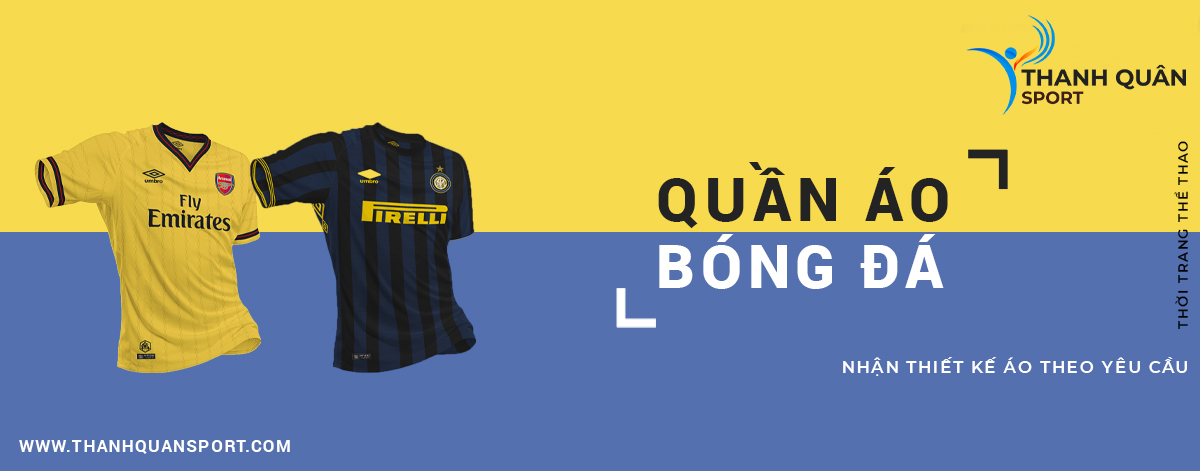 THANH QUÂN
SPORT
THỜI TRANG THỂ THAO
QUẦN ÁO
BÓNG ĐÁ
NHẬN THIẾT KẾ ÁO THEO YÊU CẦU
umbro
Arsenal
Fly
Emirates
umbro
PIRELLI
WWW.THANHQUANSPORT.COM